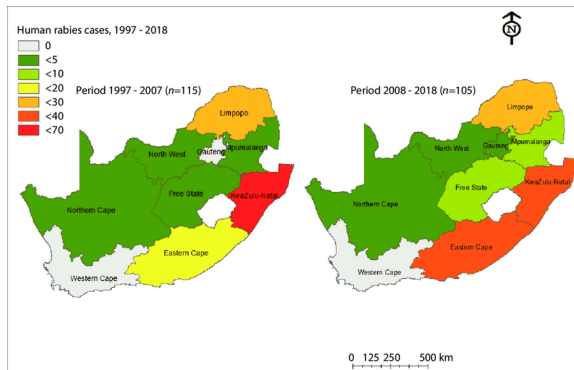 Human rabies cases, 1997 - 2018
0
<5
<10
<20
<30
<40
<70
Period 1997 - 2007 (n=115)
Limpopo
North West
Gauteng
Mpumalanga
Free State
KwaZulu-Natal
Northern Cape
Eastern Cape
Western Cape
N
Period 2008 - 2018 (n=105)
Limpopo
North West
Gauteng
Mpumalanga
Free State
KwaZulu-Natal
Northern Cape
Eastern Cape
Western Cape
0 125 250 500 km